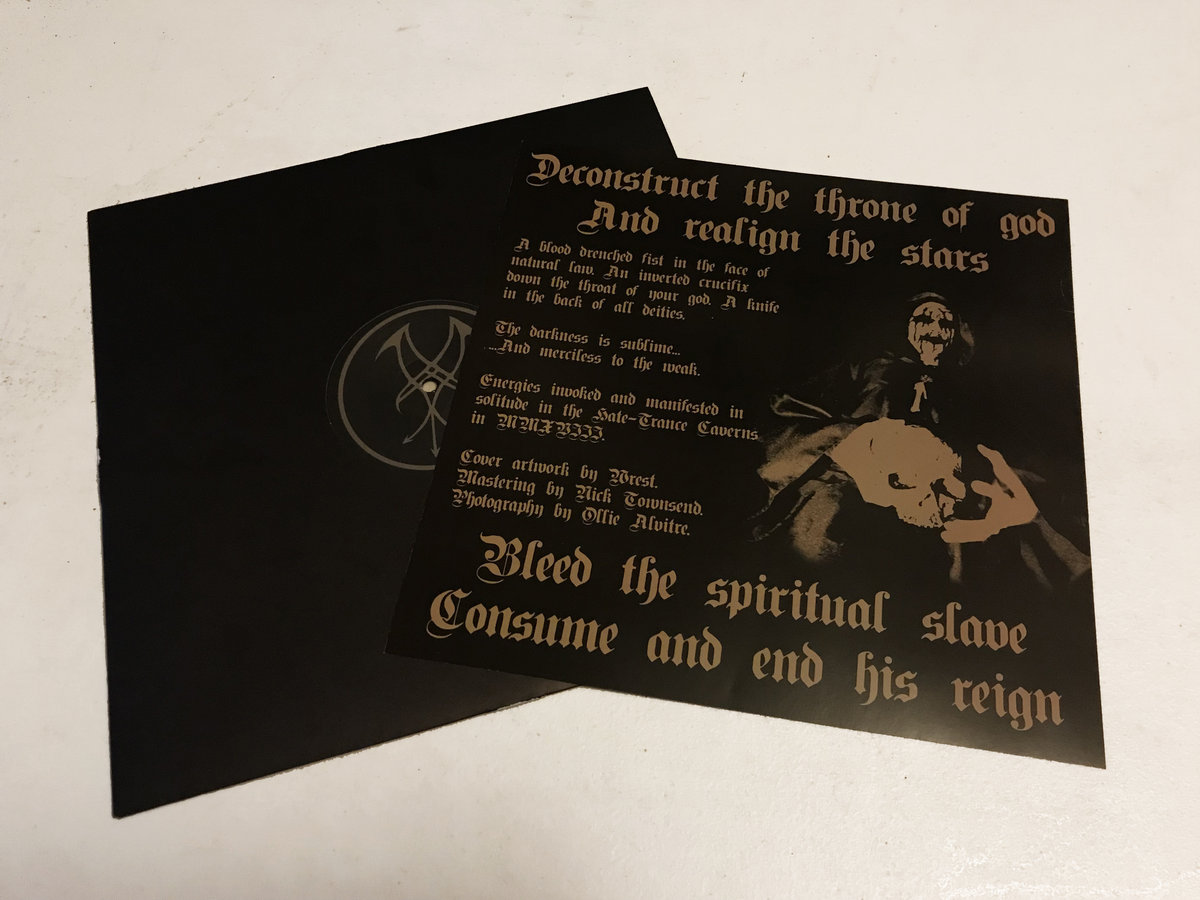 Deconstruct the throne of god
And realign the stars
A blood drenched fist in the face of
natural law. An inverted crucifix
down the throat of your god. A knife
in the back of all deities.
The darkness is sublime...
...And merciless to the weak.
Energies invoked and manifested in
solitude in the Hate-Trance Caverns
in MMXVIII.
Cover artwork by Wrest.
Mastering by Nick Townsend.
Photography by Ollie Alvitre.
Bleed the spiritual slave
Consume and end his reign